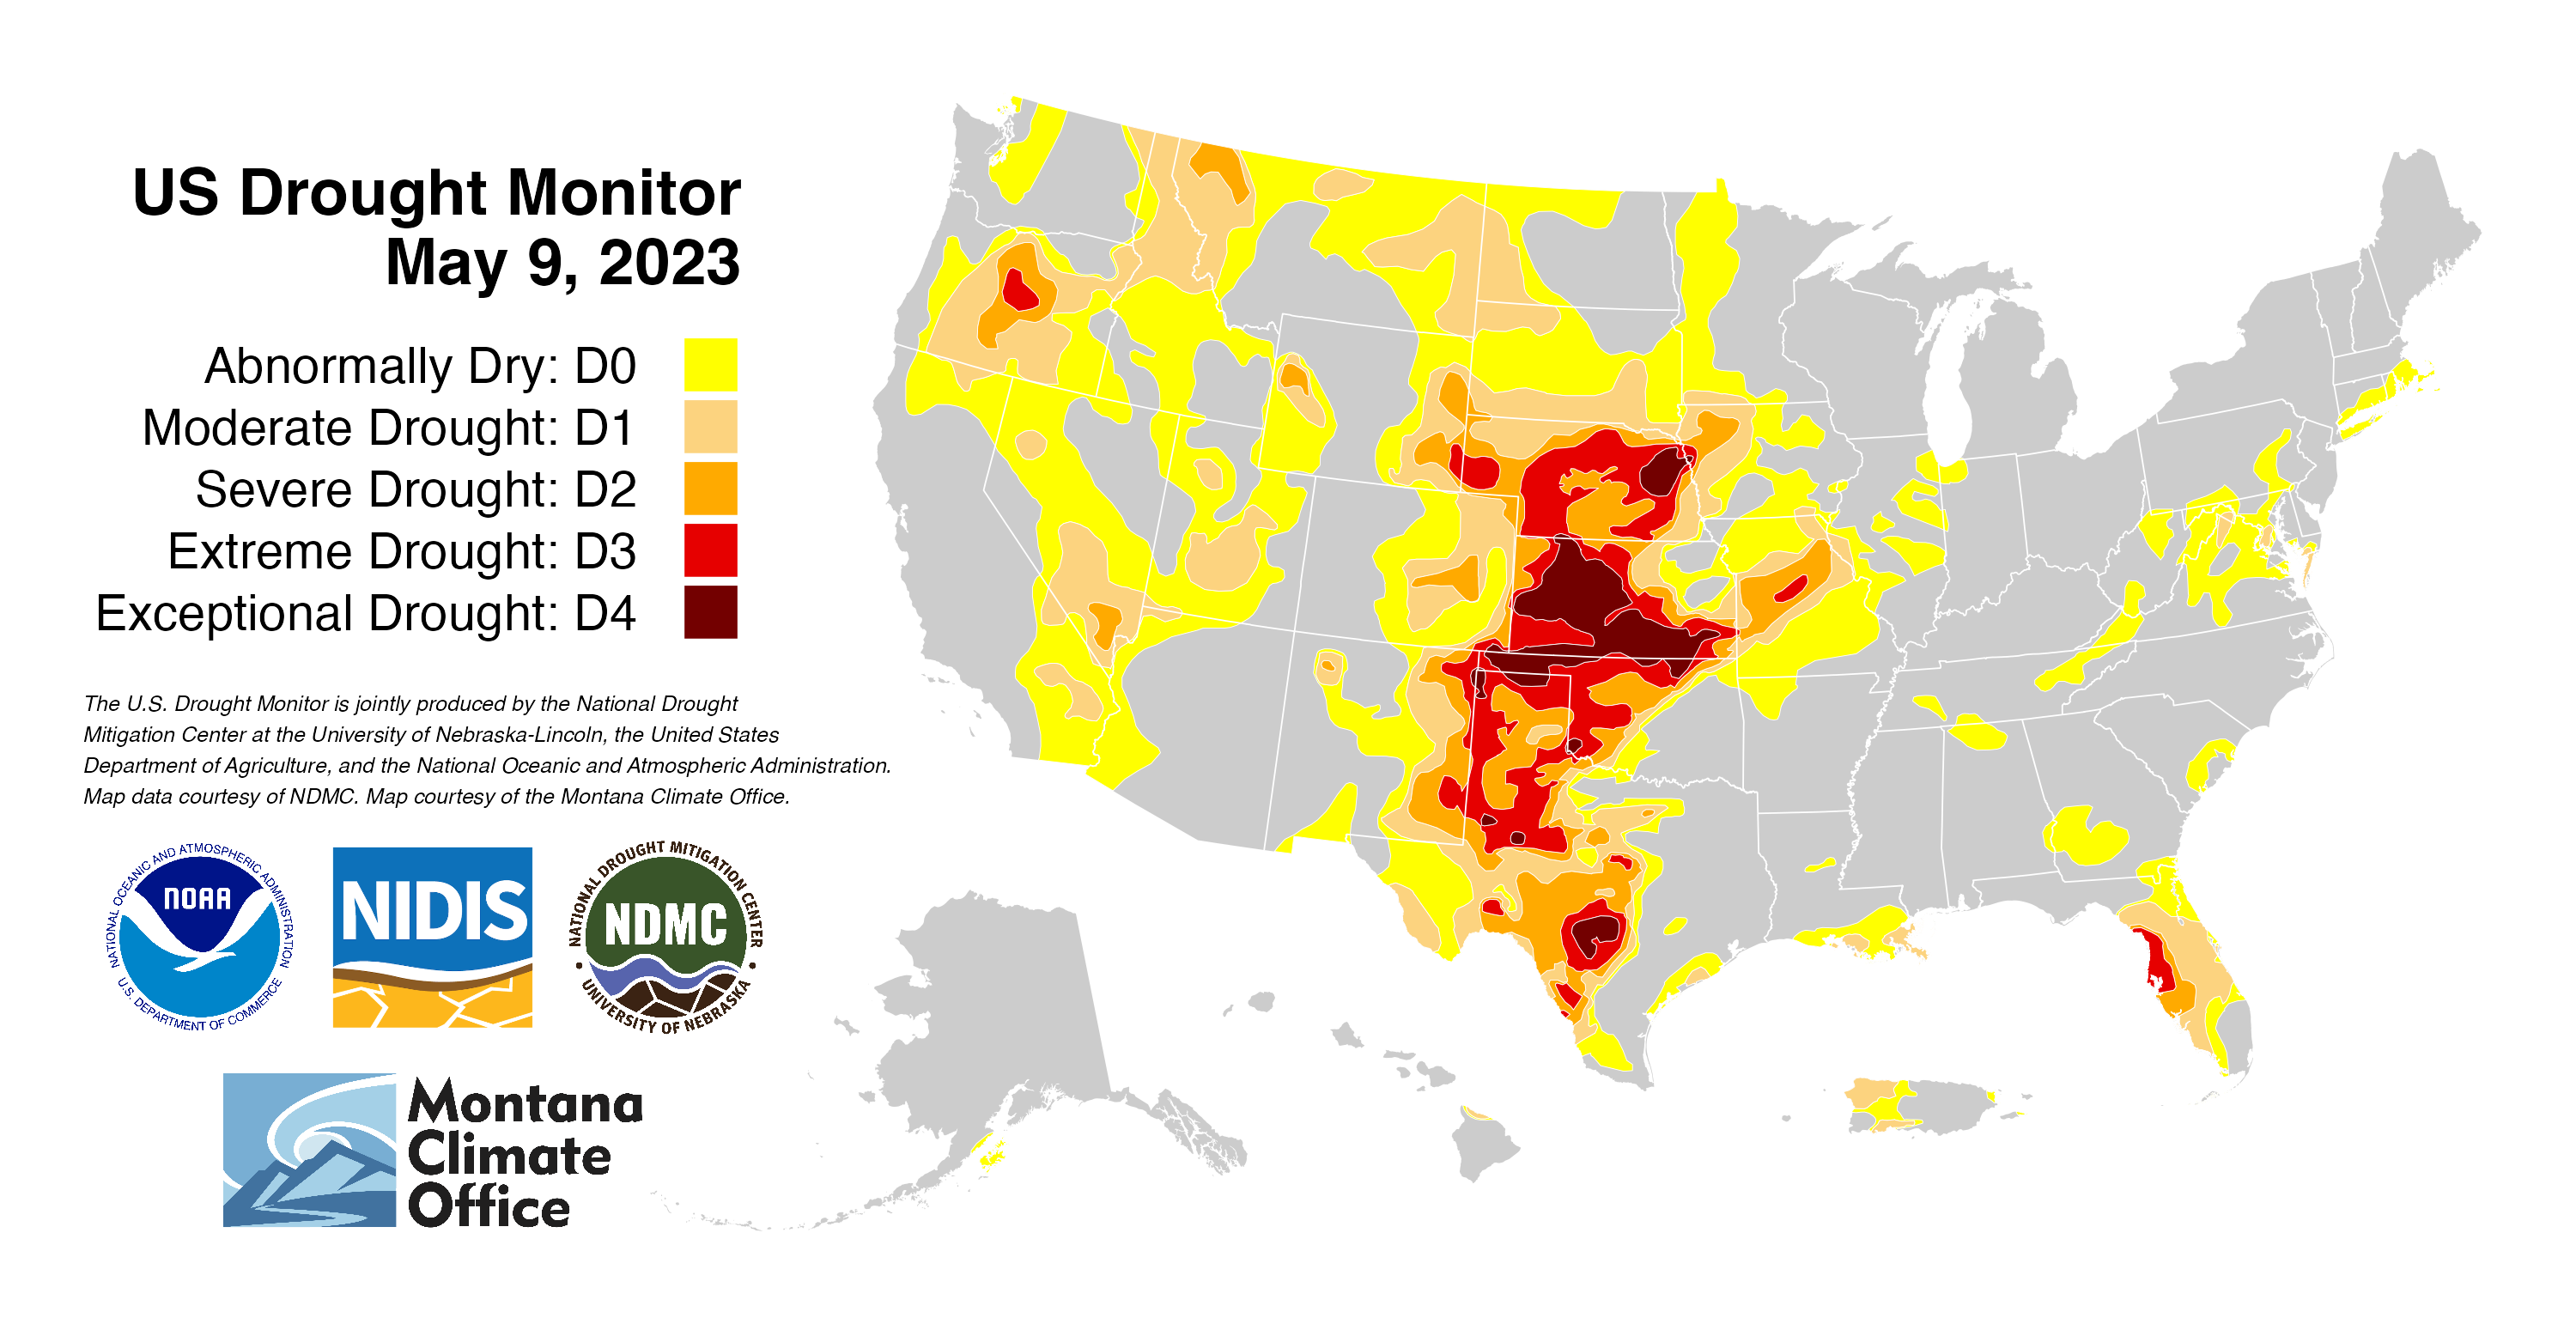 US Drought Monitor
May 9, 2023
Abnormally Dry: D0
Moderate Drought: D1
Severe Drought: D2
Extreme Drought: D3
Exceptional Drought: D4
The U.S. Drought Monitor is jointly produced by the National Drought
Mitigation Center at the University of Nebraska-Lincoln, the United States
Department of Agriculture, and the National Oceanic and Atmospheric Administration.
Map data courtesy of NDMC. Map courtesy of the Montana Climate Office.
NATIONAL OCEANIC AND ATMOSPHERIC ADMINISTRATION
NOAA
U.S. DEPARTMENT OF COMMERCE
NIDIS
NATIONAL DROUGHT MITIGATION CENTER
NDMC
UNIVERSITY OF NEBRASKA
Montana
Climate
Office